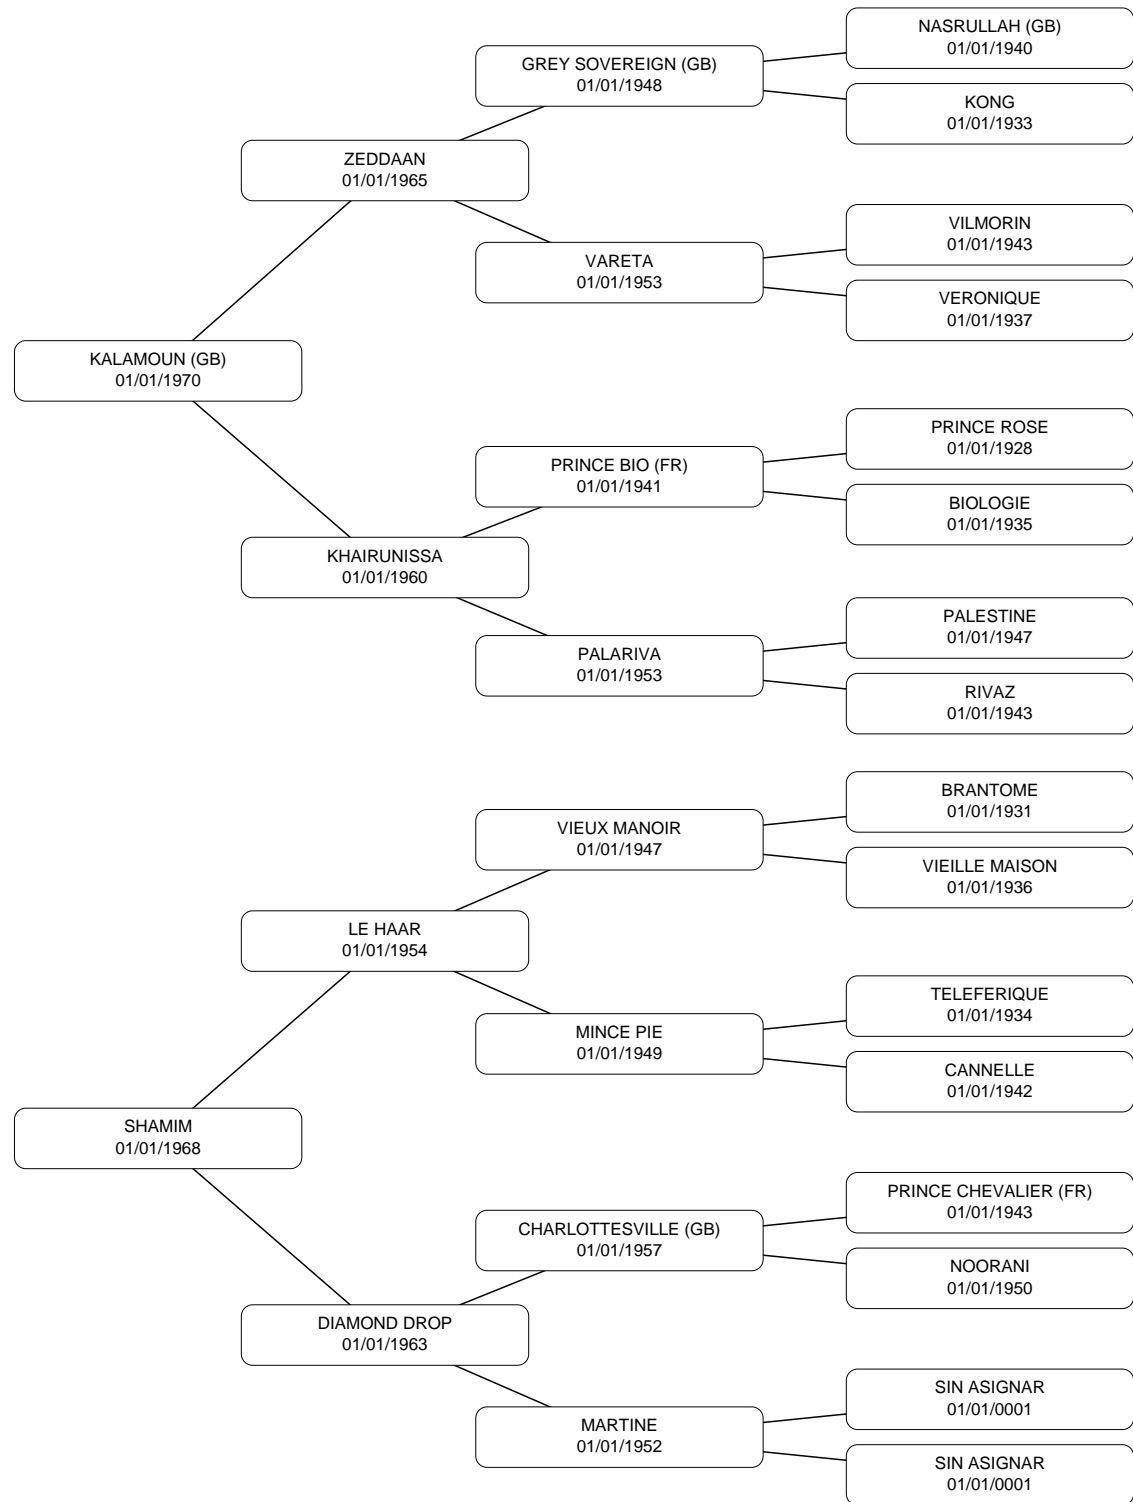 NASRULLAH (GB)
01/01/1940
GREY SOVEREIGN (GB)
01/01/1948
KONG
01/01/1933
ZEDDAAN
01/01/1965
VILMORIN
01/01/1943
VARETA
01/01/1953
VERONIQUE
01/01/1937
KALAMOUN (GB)
01/01/1970
PRINCE ROSE
01/01/1928
PRINCE BIO (FR)
01/01/1941
BIOLOGIE
01/01/1935
KHAIRUNISSA
01/01/1960
PALESTINE
01/01/1947
PALARIVA
01/01/1953
RIVAZ
01/01/1943
BRANTOME
01/01/1931
VIEUX MANOIR
01/01/1947
VIEILLE MAISON
01/01/1936
LE HAAR
01/01/1954
TELEFERIQUE
01/01/1934
MINCE PIE
01/01/1949
CANNELLE
01/01/1942
SHAMIM
01/01/1968
PRINCE CHEVALIER (FR)
01/01/1943
CHARLOTTESVILLE (GB)
01/01/1957
NOORANI
01/01/1950
DIAMOND DROP
01/01/1963
SIN ASIGNAR
01/01/0001
MARTINE
01/01/1952
SIN ASIGNAR
01/01/0001